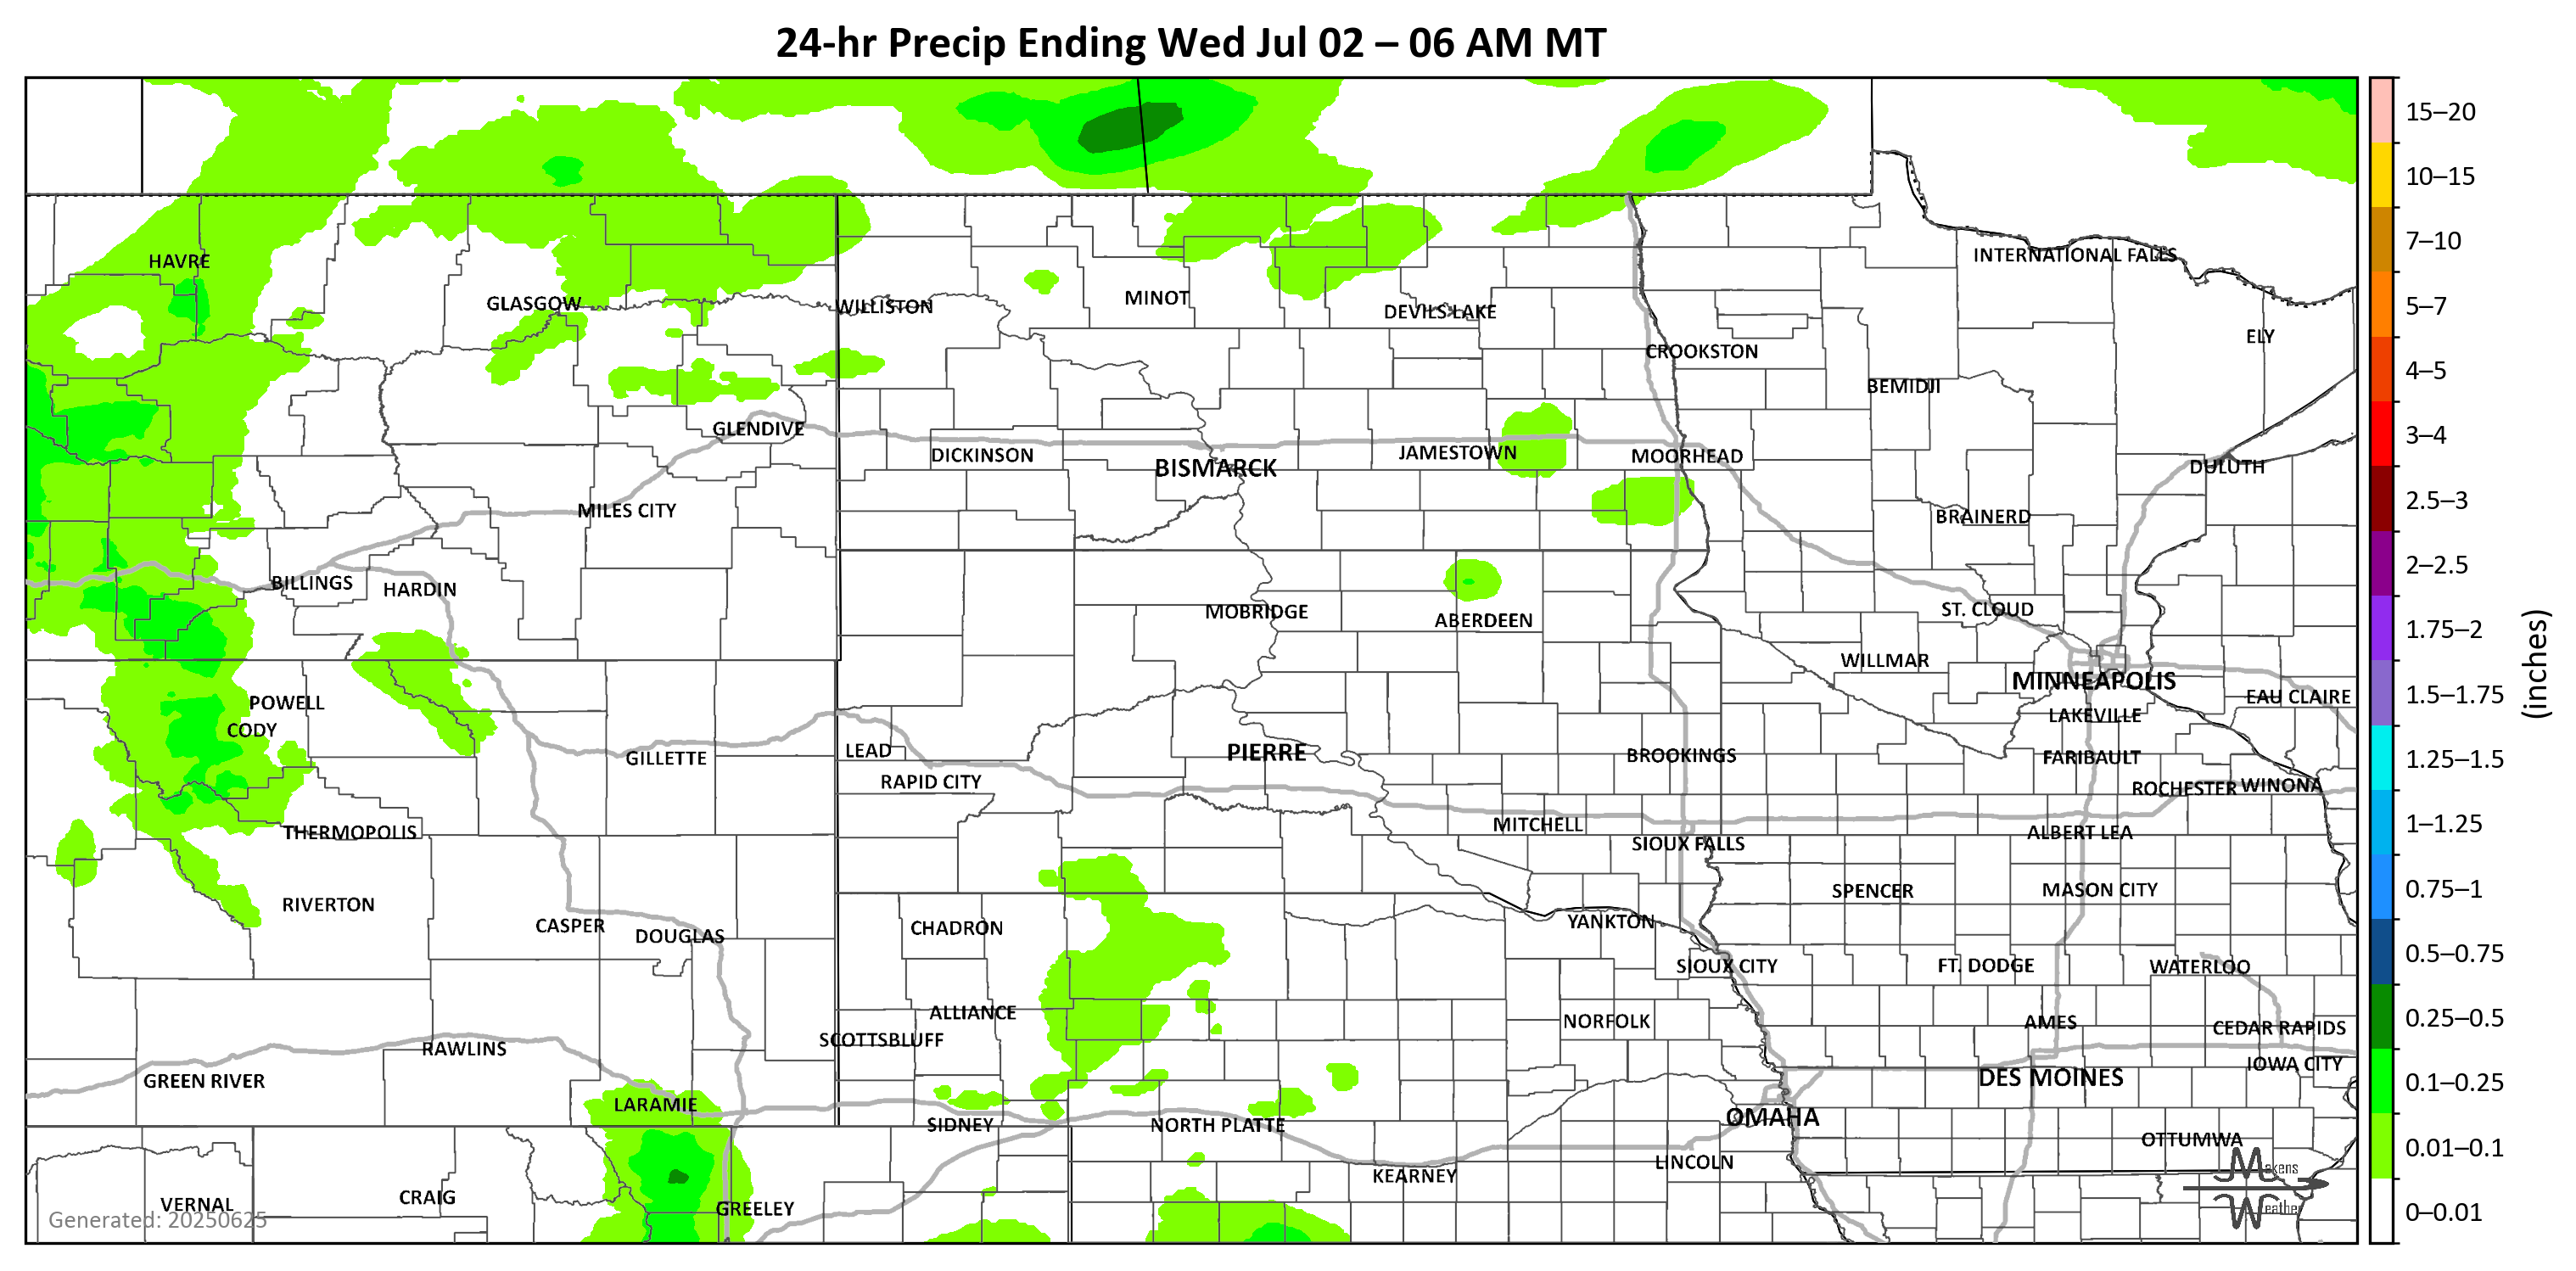 24-hr Precip Ending Wed Jul 02 – 06 AM MT
15–20
10–15
7–10
5–7
4–5
3–4
2.5–3
2–2.5
1.75–2
1.5–1.75
1.25–1.5
1–1.25
0.75–1
0.5–0.75
0.25–0.5
0.1–0.25
0.01–0.1
0–0.01
(inches)
HAVRE
INTERNATIONAL FALLS
GLASGOW
WILLISTON
MINOT
DEVILS LAKE
ELY
CROOKSTON
BEMIDJI
GLENDIVE
DICKINSON
BISMARCK
JAMESTOWN
MOORHEAD
DULUTH
MILES CITY
BRAINERD
BILLINGS
HARDIN
MOBRIDGE
ABERDEEN
ST. CLOUD
WILLMAR
MINNEAPOLIS
EAU CLAIRE
POWELL
CODY
LAKEVILLE
GILLETTE
LEAD
PIERRE
BROOKINGS
FARIBAULT
RAPID CITY
ROCHESTER
WINONA
THERMOPOLIS
MITCHELL
SIOUX FALLS
ALBERT LEA
RIVERTON
SPENCER
MASON CITY
CASPER
DOUGLAS
CHADRON
YANKTON
SIOUX CITY
FT. DODGE
WATERLOO
ALLIANCE
SCOTTSBLUFF
NORFOLK
AMES
CEDAR RAPIDS
RAWLINS
GREEN RIVER
IOWA CITY
DES MOINES
LARAMIE
SIDNEY
NORTH PLATTE
OMAHA
OTTUMWA
KEARNEY
LINCOLN
VERNAL
CRAIG
GREELEY
Generated: 20250625
Makens
Weather